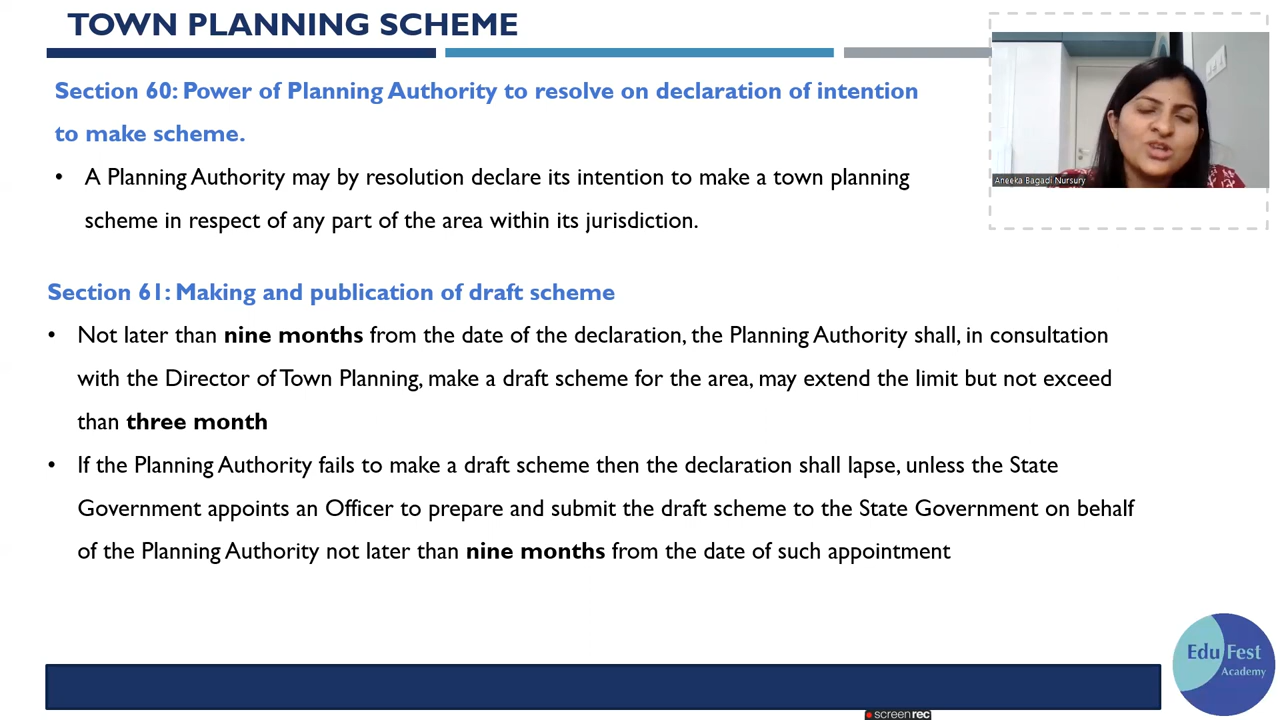 TOWN PLANNING SCHEME
Section 60: Power of Planning Authority to resolve on declaration of intention
to make scheme.
• A Planning Authority may by resolution declare its intention to make a town planning
scheme in respect of any part of the area within its jurisdiction.
Aneeka Bagadi Nursury
Section 61: Making and publication of draft scheme
• Not later than nine months from the date of the declaration, the Planning Authority shall, in consultation
with the Director of Town Planning, make a draft scheme for the area, may extend the limit but not exceed
than three month
• If the Planning Authority fails to make a draft scheme then the declaration shall lapse, unless the State
Government appoints an Officer to prepare and submit the draft scheme to the State Government on behalf
of the Planning Authority not later than nine months from the date of such appointment
Edu Fest
Academy
screenrec